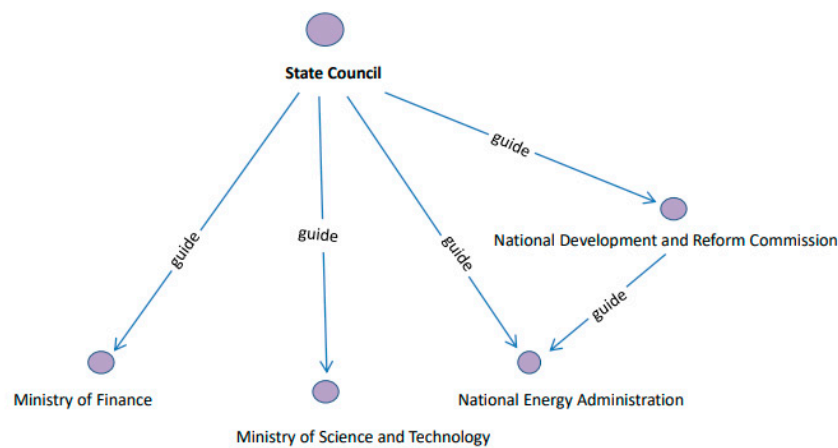 State Council
guide
National Development and Reform Commission
guide
guide
guide
guide
Ministry of Finance
National Energy Administration
Ministry of Science and Technology